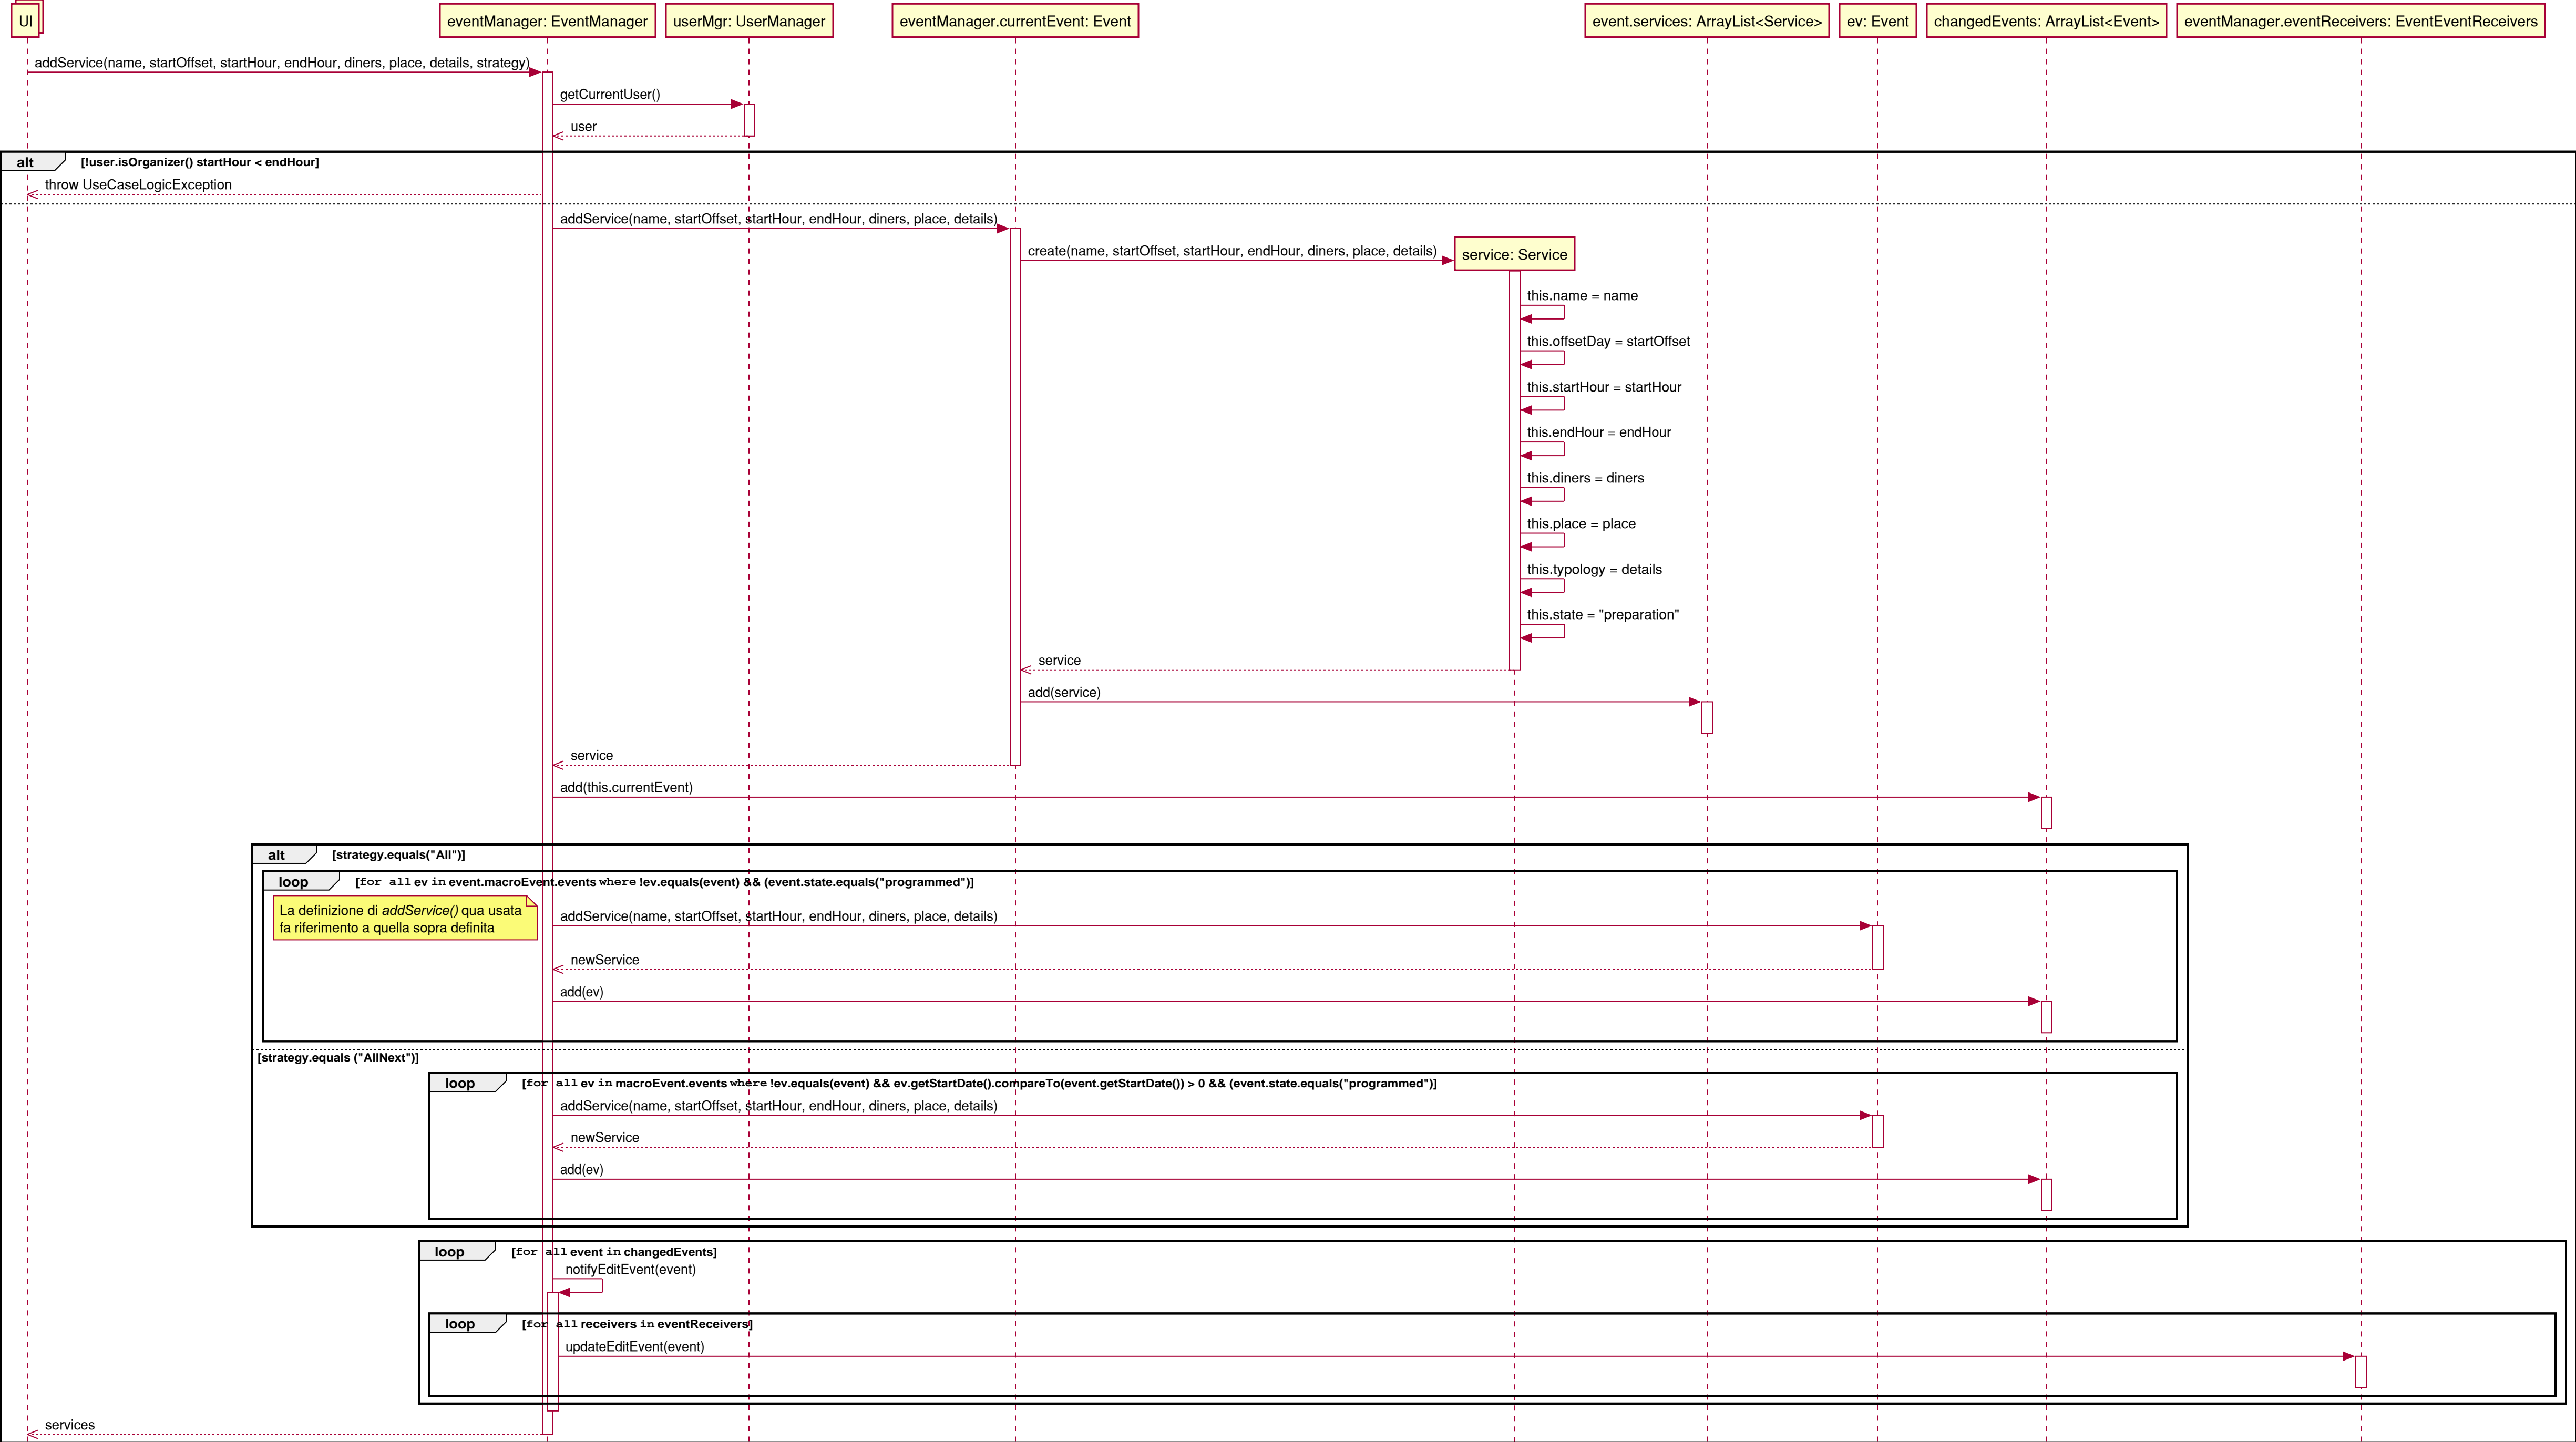 UI
eventManager: EventManager
userMgr: UserManager
eventManager.currentEvent: Event
event.services: ArrayList<Service>
ev: Event
changedEvents: ArrayList<Event>
eventManager.eventReceivers: EventEventReceivers
addService(name, startOffset, startHour, endHour, diners, place, details, strategy)
getCurrentUser()
user
alt
[!user.isOrganizer() startHour < endHour]
throw UseCaseLogicException
addService(name, startOffset, startHour, endHour, diners, place, details)
create(name, startOffset, startHour, endHour, diners, place, details)
service: Service
this.name = name
this.offsetDay = startOffset
this.startHour = startHour
this.endHour = endHour
this.diners = diners
this.place = place
this.typology = details
this.state = "preparation"
service
add(service)
service
add(this.currentEvent)
alt
[strategy.equals("All")]
loop
[for all ev in event.macroEvent.events where !ev.equals(event) && (event.state.equals("programmed")]
La definizione di addService() qua usata
fa riferimento a quella sopra definita
addService(name, startOffset, startHour, endHour, diners, place, details)
newService
add(ev)
[strategy.equals ("AllNext")]
loop
[for all ev in macroEvent.events where !ev.equals(event) && ev.getStartDate().compareTo(event.getStartDate()) > 0 && (event.state.equals("programmed")]
addService(name, startOffset, startHour, endHour, diners, place, details)
newService
add(ev)
loop
[for all event in changedEvents]
notifyEditEvent(event)
loop
[for all receivers in eventReceivers]
updateEditEvent(event)
services